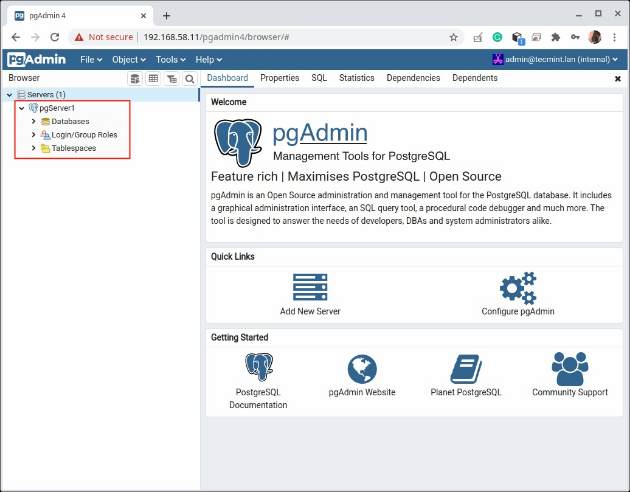 pgAdmin 4
Not secure | 192.168.58.11/pgadmin4/browser/#
pgAdmin File Object Tools Help admin@tecmint.lan (internal)
Browser Dashboard Properties SQL Statistics Dependencies Dependents
Servers (1)
pgServer1
Databases
Login/Group Roles
Tablespaces
Welcome
pgAdmin
Management Tools for PostgreSQL
Feature rich | Maximises PostgreSQL | Open Source
pgAdmin is an Open Source administration and management tool for the PostgreSQL database. It includes
a graphical administration interface, an SQL query tool, a procedural code debugger and much more. The
tool is designed to answer the needs of developers, DBAs and system administrators alike.
Quick Links
Add New Server
Configure pgAdmin
Getting Started
PostgreSQL
Documentation
pgAdmin Website
Planet PostgreSQL
Community Support